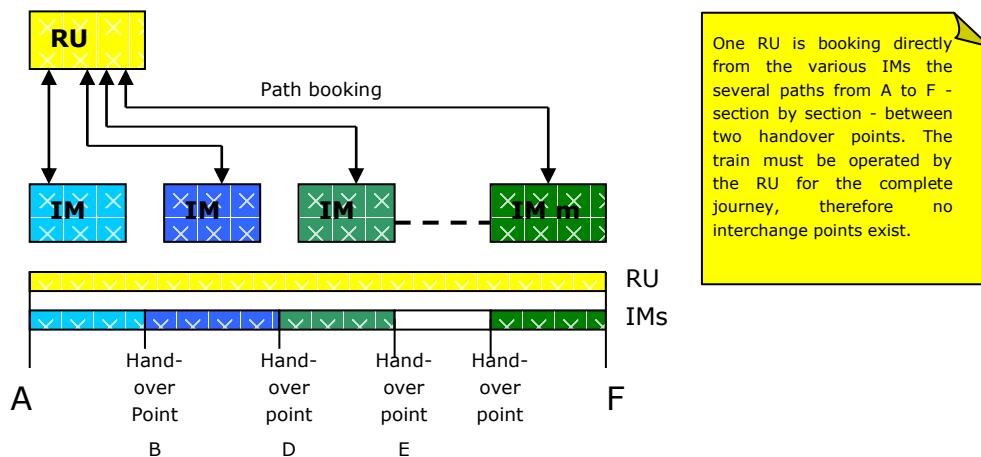 RU
Path booking
IM
IM
IM
IM m
RU
IMs
A
Hand-
over
Point
B
Hand-
over
point
D
Hand-
over
point
E
Hand-
over
point
F
One RU is booking directly
from the various IMs the
several paths from A to F -
section by section - between
two handover points. The
train must be operated by
the RU for the complete
journey, therefore no
interchange points exist.